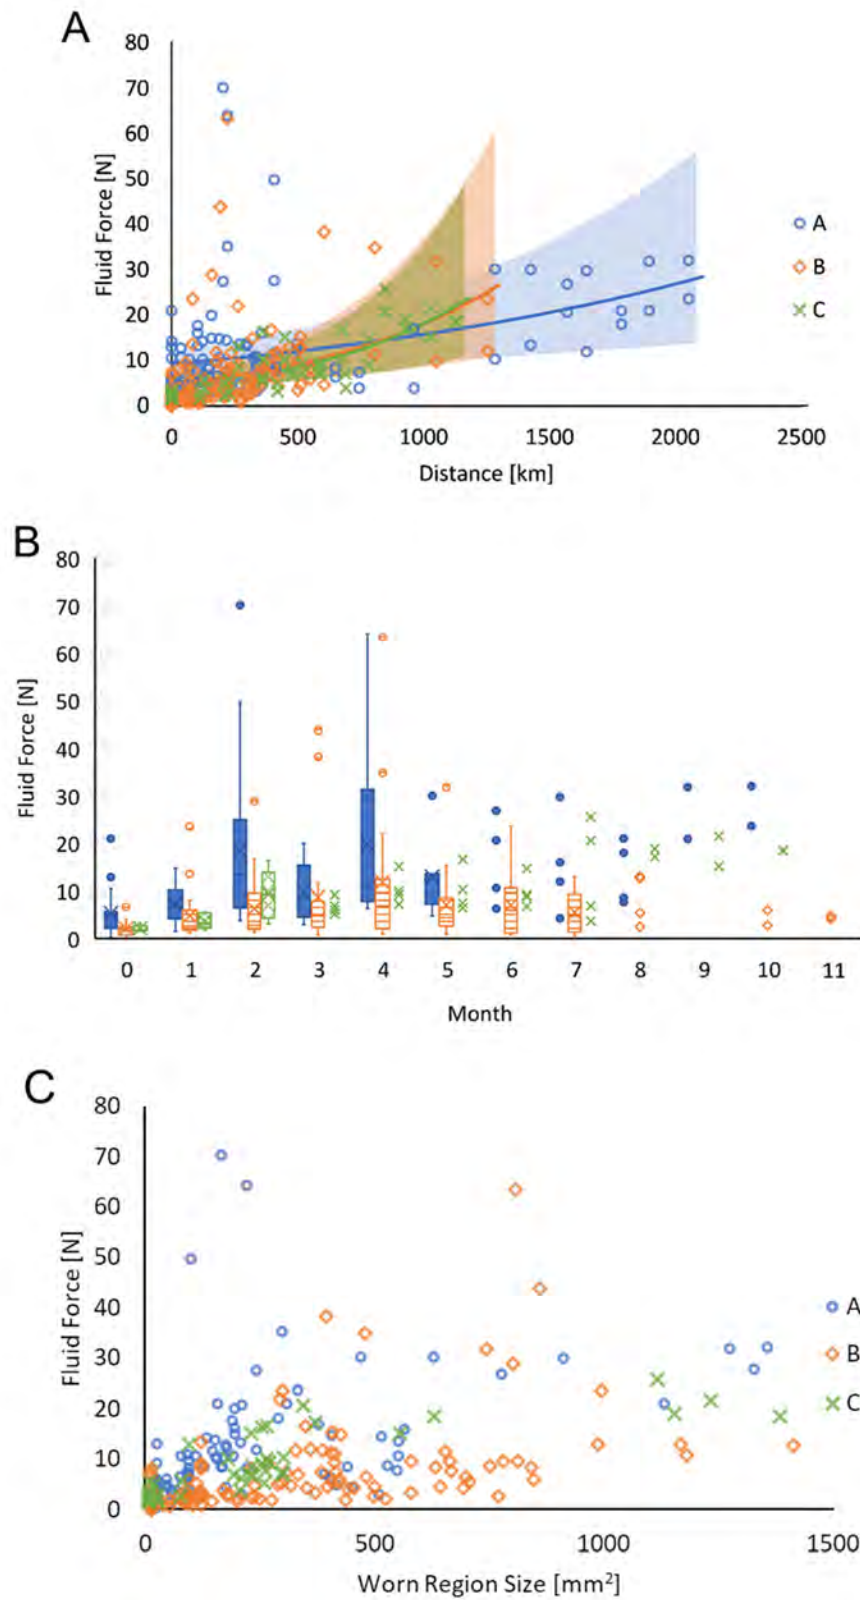 A
80
70
60
50
40
30
20
10
0
Fluid Force [N]
0 500 1000 1500 2000 2500
Distance [km]
A
B
C
B
80
70
60
50
40
30
20
10
0
Fluid Force [N]
0 1 2 3 4 5 6 7 8 9 10 11
Month
C
80
70
60
50
40
30
20
10
0
Fluid Force [N]
0 500 1000 1500
Worn Region Size [mm²]
A
B
C